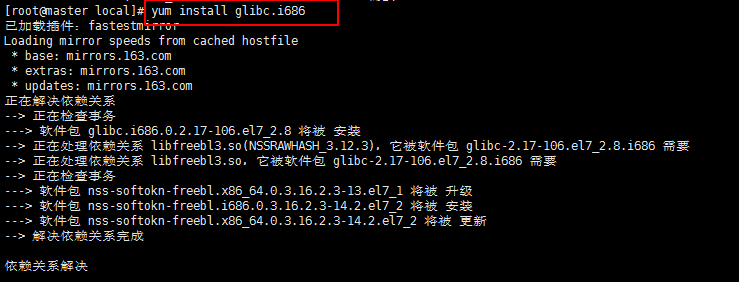 [root@master local]# yum install glibc.i686
已加载插件：fastestmirror
Loading mirror speeds from cached hostfile
 * base: mirrors.163.com
 * extras: mirrors.163.com
 * updates: mirrors.163.com
正在解决依赖关系
--> 正在检查事务
---> 软件包 glibc.i686.0.2.17-106.el7_2.8 将被 安装
--> 正在处理依赖关系 libfreebl3.so(NSSRAWHASH_3.12.3)，它被软件包 glibc-2.17-106.el7_2.8.i686 需要
--> 正在处理依赖关系 libfreebl3.so，它被软件包 glibc-2.17-106.el7_2.8.i686 需要
--> 正在检查事务
---> 软件包 nss-softokn-freebl.x86_64.0.3.16.2.3-13.el7_1 将被 升级
---> 软件包 nss-softokn-freebl.i686.0.3.16.2.3-14.2.el7_2 将被 安装
---> 软件包 nss-softokn-freebl.x86_64.0.3.16.2.3-14.2.el7_2 将被 更新
--> 解决依赖关系完成
依赖关系解决